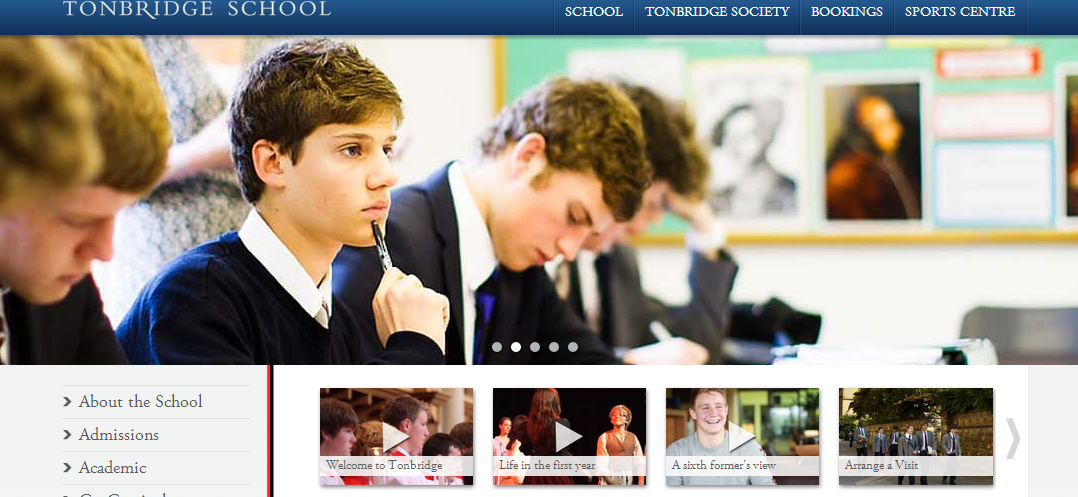 TONBRIDGE SCHOOL
SCHOOL TONBRIDGE SOCIETY BOOKINGS SPORTS CENTRE
About the School
Admissions
Academic
Welcome to Tonbridge
Life in the first year
A sixth former's view
Arrange a Visit